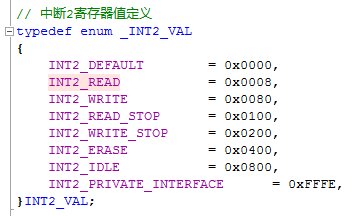 // 中断2寄存器值定义
typedef enum _INT2_VAL
{
INT2_DEFAULT = 0x0000,
INT2_READ = 0x0008,
INT2_WRITE = 0x0080,
INT2_READ_STOP = 0x0100,
INT2_WRITE_STOP = 0x0200,
INT2_ERASE = 0x0400,
INT2_IDLE = 0x0800,
INT2_PRIVATE_INTERFACE = 0xFFFE,
}INT2_VAL;